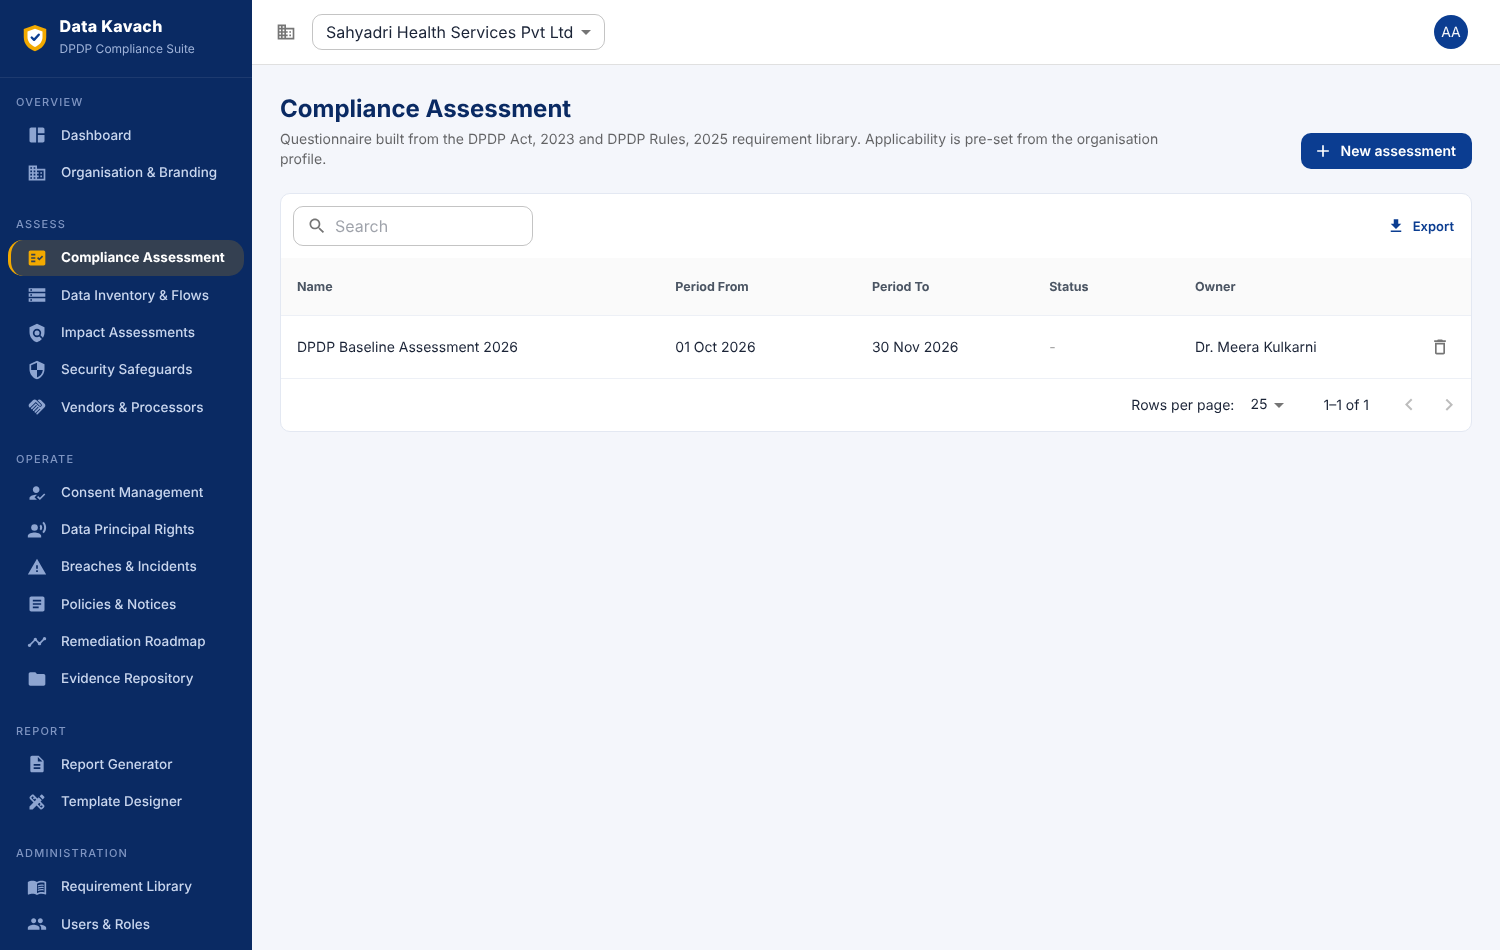 Data Kavach
DPDP Compliance Suite
OVERVIEW
Dashboard
Organisation & Branding
ASSESS
Compliance Assessment
Data Inventory & Flows
Impact Assessments
Security Safeguards
Vendors & Processors
OPERATE
Consent Management
Data Principal Rights
Breaches & Incidents
Policies & Notices
Remediation Roadmap
Evidence Repository
REPORT
Report Generator
Template Designer
ADMINISTRATION
Requirement Library
Users & Roles
Sahyadri Health Services Pvt Ltd
AA
Compliance Assessment
Questionnaire built from the DPDP Act, 2023 and DPDP Rules, 2025 requirement library. Applicability is pre-set from the organisation
profile.
New assessment
Search
Export
Name Period From Period To Status Owner
DPDP Baseline Assessment 2026 01 Oct 2026 30 Nov 2026 - Dr. Meera Kulkarni
Rows per page: 25 1–1 of 1